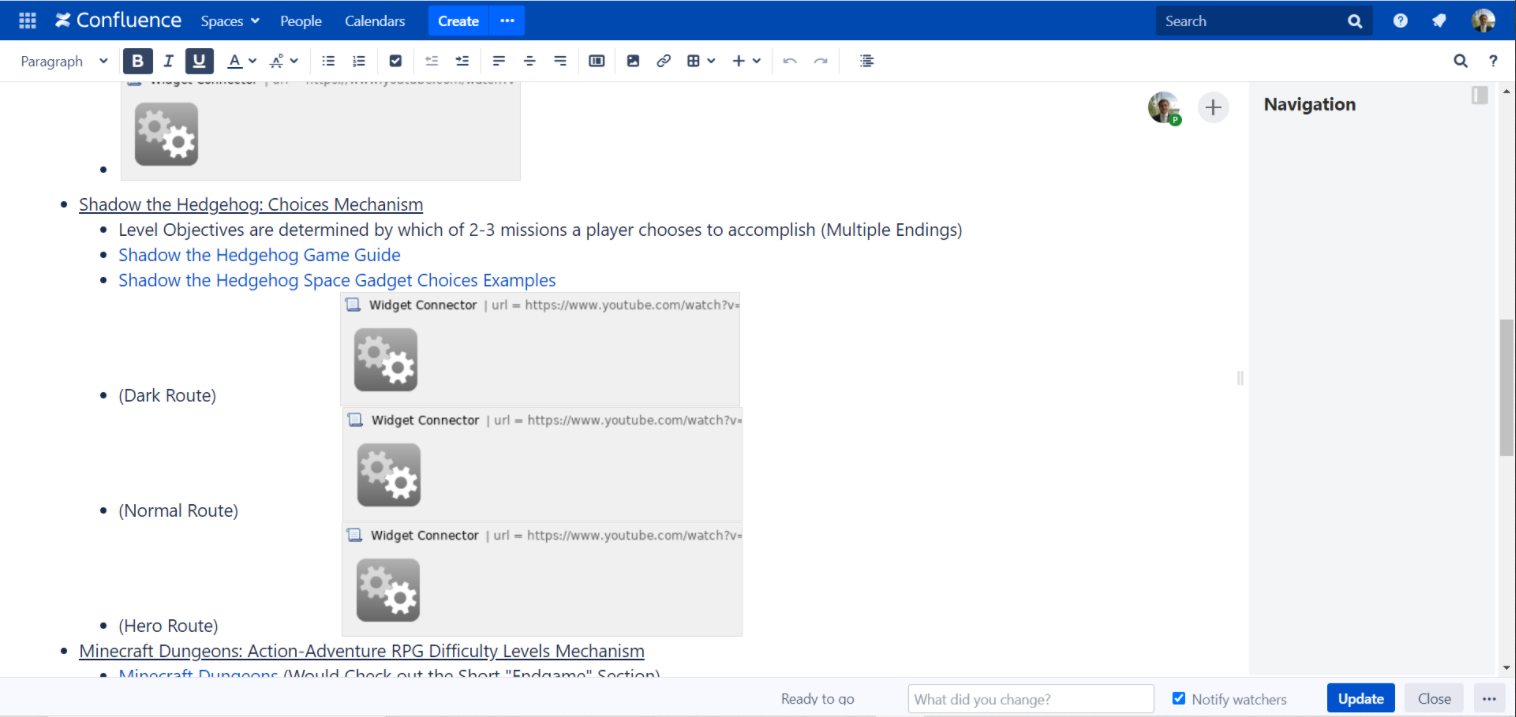 Confluence Spaces People Calendars Create ••• Search
Paragraph B I U A
Widget Connector | url = https://www.youtube.com/watch?v
Navigation
Shadow the Hedgehog: Choices Mechanism
Level Objectives are determined by which of 2-3 missions a player chooses to accomplish (Multiple Endings)
Shadow the Hedgehog Game Guide
Shadow the Hedgehog Space Gadget Choices Examples
Widget Connector | url = https://www.youtube.com/watch?v=
(Dark Route)
Widget Connector | url = https://www.youtube.com/watch?v=
(Normal Route)
Widget Connector | url = https://www.youtube.com/watch?v=
(Hero Route)
Minecraft Dungeons: Action-Adventure RPG Difficulty Levels Mechanism
Minecraft Dungeons (Would Check out the Short "Endgame" Section)
Ready to go What did you change? Notify watchers Update Close •••